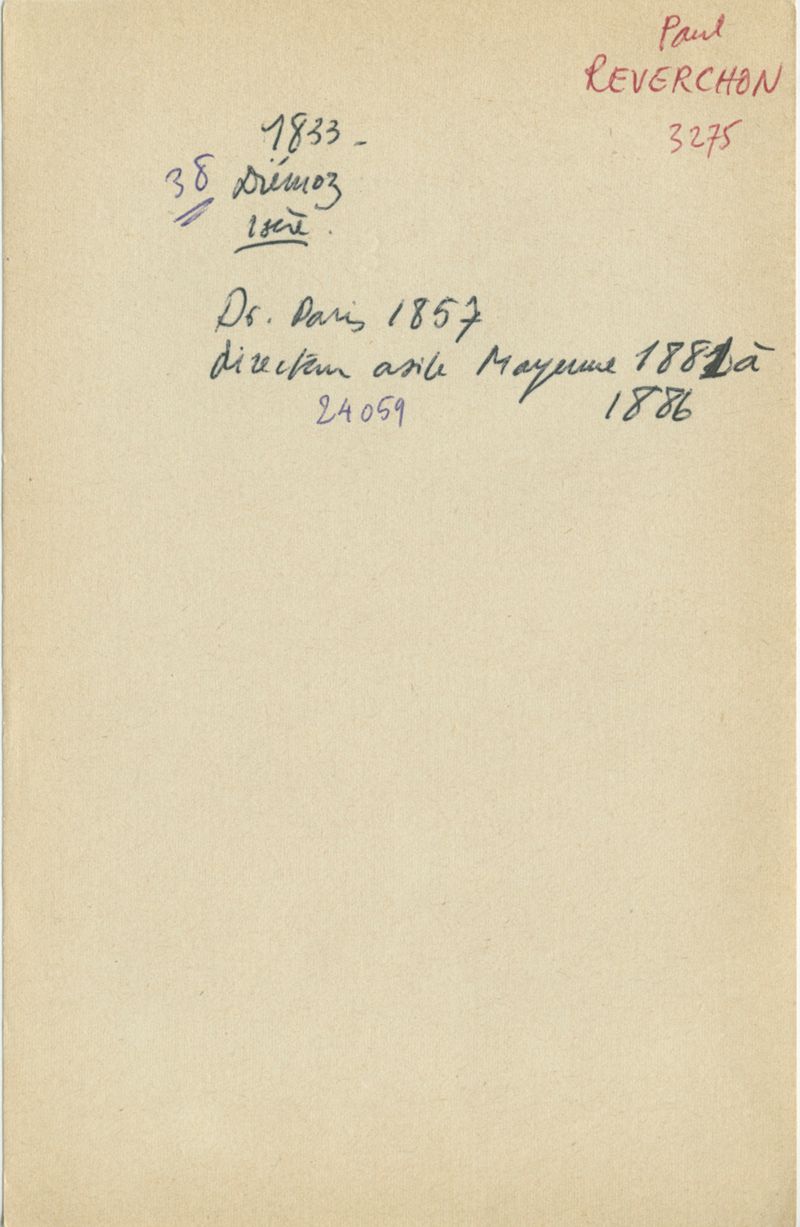 Paul
REVERCHON
3275
1833 -
38 Diémoz
Isère.
Dr. Paris 1857
directeur asile Mayenne 1881 à
24059 1886